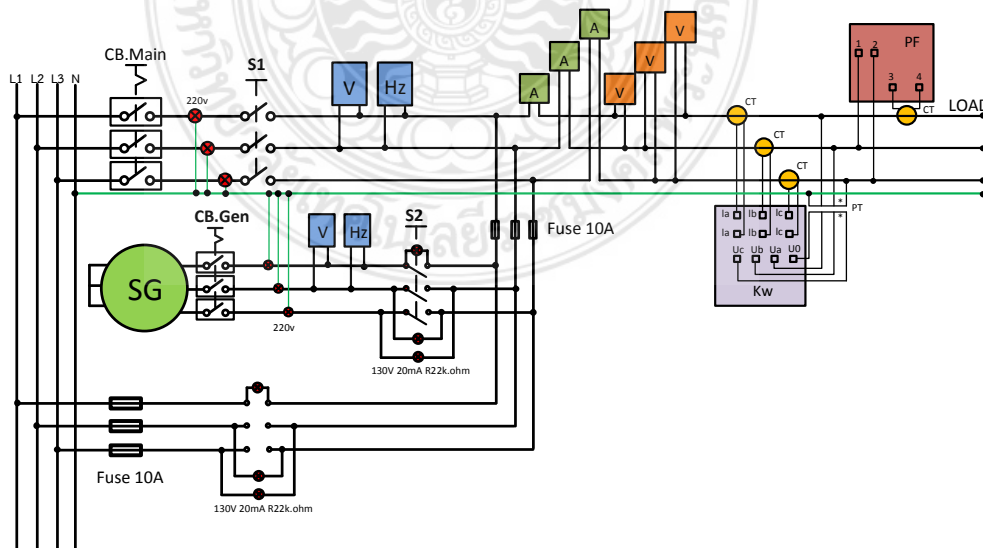 CB.Main
S1
L1 L2 L3 N
220v
V
Hz
A
A
A
V
V
V
PF
1 2
3 4
CT
LOAD
CT
CT
CT
PT
*
*
Ia Ib Ic
Ia Ib Ic
Uc Ub Ua U0
Kw
CB.Gen
S2
V
Hz
Fuse 10A
SG
220v
130V 20mA R22k.ohm
Fuse 10A
130V 20mA R22k.ohm